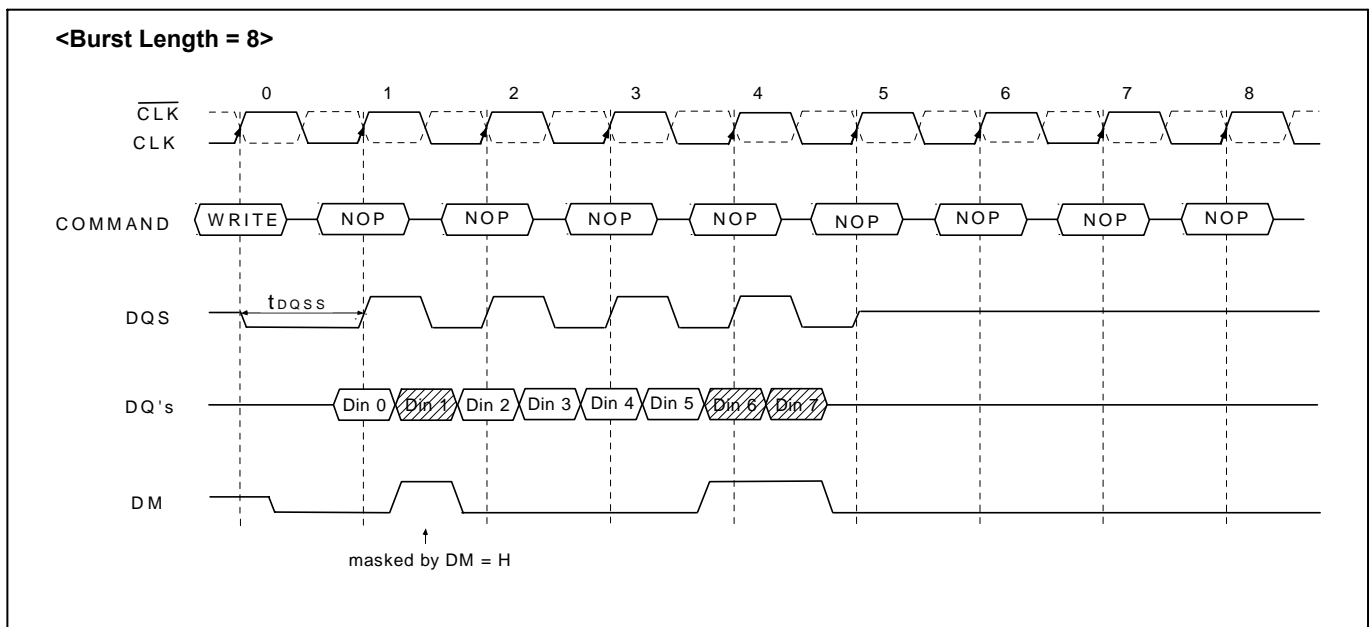 <Burst Length = 8>
0 1 2 3 4 5 6 7 8
CLK
CLK
COMMAND WRITE NOP NOP NOP NOP NOP NOP NOP NOP
tDQSS
DQS
DQ's Din 0 Din 1 Din 2 Din 3 Din 4 Din 5 Din 6 Din 7
DM
masked by DM = H